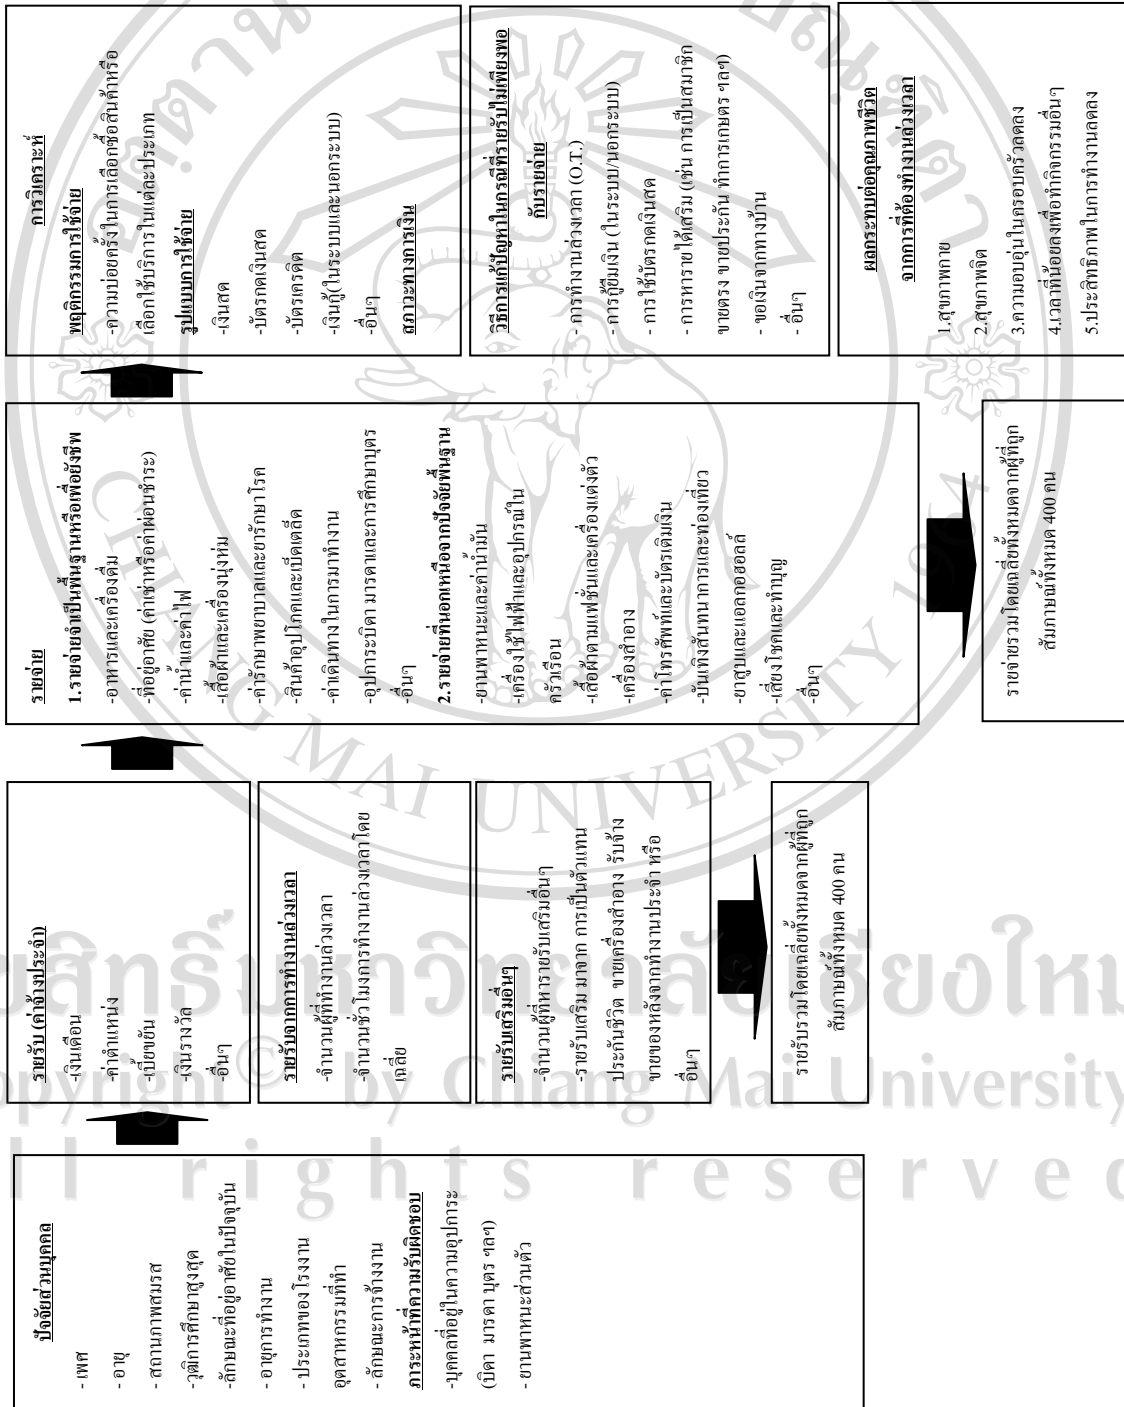 ปัจจัยส่วนบุคคล
- เพศ
- อายุ
- สถานภาพสมรส
-วุฒิการศึกษาสูงสุด
-ลักษณะที่อยู่อาศัยในปัจจุบัน
- อายุการทำงาน
- ประเภทของโรงงาน
อุตสาหกรรมที่ทำ
- ลักษณะการจ้างงาน
ภาระหน้าที่ความรับผิดชอบ
-บุคคลที่อยู่ในความอุปการะ
(บิดา มารดา บุตร ฯลฯ)
- ยานพาหนะส่วนตัว
รายรับ (ค่าจ้างประจำ)
-เงินเดือน
-ค่าตำแหน่ง
-เบี้ยขยัน
-เงินรางวัล
-อื่นๆ
รายรับจากการทำงานล่วงเวลา
-จำนวนผู้ที่ทำงานล่วงเวลา
-จำนวนชั่วโมงการทำงานล่วงเวลาโดย
เฉลี่ย
รายรับเสริมอื่นๆ
-จำนวนผู้ที่หารายรับเสริมอื่นๆ
-รายรับเสริม มาจาก การเป็นตัวแทน
ประกันชีวิต ขายเครื่องสำอาง รับจ้าง
ขายของหลังจากทำงานประจำ หรือ
อื่นๆ
รายรับรวมโดยเฉลี่ยทั้งหมดจากผู้ที่ถูก
สัมภาษณ์ทั้งหมด 400 คน
รายจ่าย
1.รายจ่ายจำเป็นพื้นฐานหรือเพื่อยังชีพ
-อาหารและเครื่องดื่ม
-ที่อยู่อาศัย (ค่าเช่าหรือค่าผ่อนชำระ)
-ค่าน้ำและค่าไฟ
-เสื้อผ้าและเครื่องนุ่งห่ม
-ค่ารักษาพยาบาลและยารักษาโรค
-สินค้าอุปโภคและเบ็ดเตล็ด
-ค่าเดินทางในการมาทำงาน
-อุปการะบิดา มารดาและการศึกษาบุตร
-อื่นๆ
2.รายจ่ายที่นอกเหนือจากปัจจัยพื้นฐาน
-ยานพาหนะและค่าน้ำมัน
-เครื่องใช้ไฟฟ้าและอุปกรณ์ใน
ครัวเรือน
-เสื้อผ้าตามแฟชั่นและเครื่องแต่งตัว
-เครื่องสำอาง
-ค่าโทรศัพท์และบัตรเติมเงิน
-บันเทิงสันทนาการและท่องเที่ยว
-ยาสูบและแอลกอฮอลล์
-เสี่ยงโชคและทำบุญ
-อื่นๆ
รายจ่ายรวมโดยเฉลี่ยทั้งหมดจากผู้ที่ถูก
สัมภาษณ์ทั้งหมด 400 คน
การวิเคราะห์
พฤติกรรมการใช้จ่าย
-ความบ่อยครั้งในการเลือกซื้อสินค้าหรือ
เลือกใช้บริการในแต่ละประเภท
รูปแบบการใช้จ่าย
-เงินสด
-บัตรกดเงินสด
-บัตรเครดิต
-เงินกู้(ในระบบและนอกระบบ)
-อื่นๆ
สภาวะทางการเงิน
วิธีการแก้ปัญหาในกรณีที่รายรับไม่เพียงพอ
กับรายจ่าย
- การทำงานล่วงเวลา (O.T.)
- การกู้ยืมเงิน (ในระบบ/นอกระบบ)
- การใช้บัตรกดเงินสด
- การหารายได้เสริม (เช่น การเป็นสมาชิก
ขายตรง ขายประกัน ทำการเกษตร ฯลฯ)
- ขอเงินจากทางบ้าน
- อื่นๆ
ผลกระทบต่อคุณภาพชีวิต
จากการที่ต้องทำงานล่วงเวลา
1.สุขภาพกาย
2.สุขภาพจิต
3.ความอบอุ่นในครอบครัวลดลง
4.เวลาที่น้อยลงเพื่อทำกิจกรรมอื่นๆ
5.ประสิทธิภาพในการทำงานลดลง
CHIANG MAI UNIVERSITY 1964
Copyright © by Chiang Mai University
All rights reserved